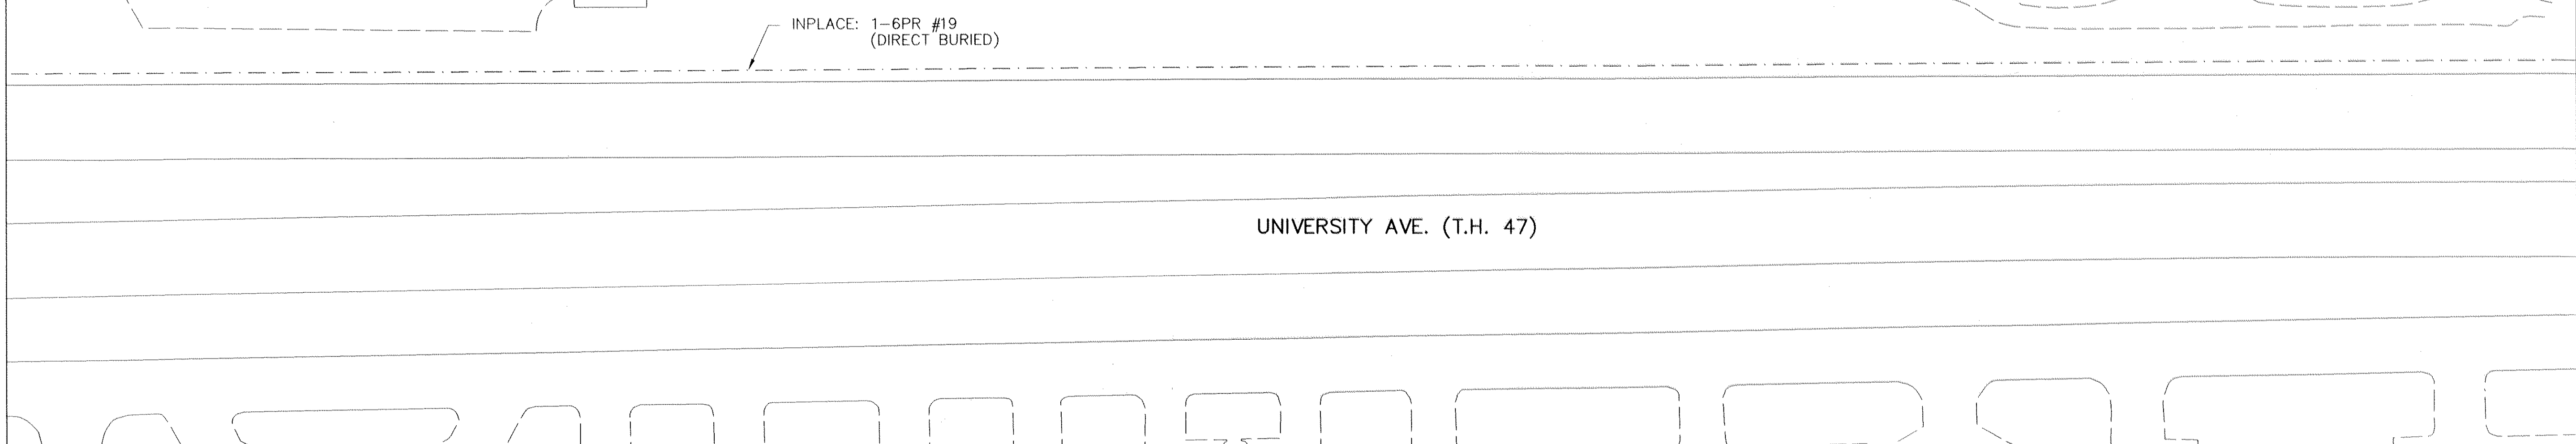 INPLACE: 1-6PR #19
(DIRECT BURIED)
UNIVERSITY AVE. (T.H. 47)